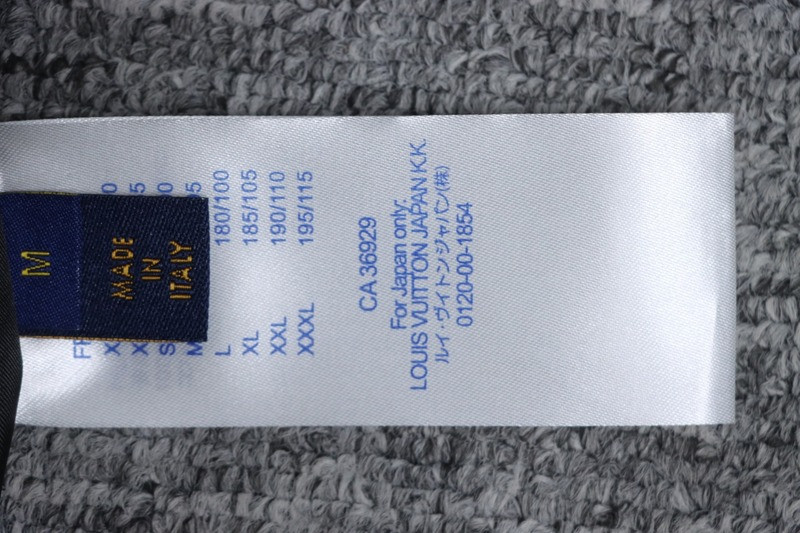 M
MADE
IN
ITALY
L 180/100
XL 185/105
XXL 190/110
XXXL 195/115
CA 36929
For Japan only:
LOUIS VUITTON JAPAN K.K.
ルイ・ヴィトンジャパン(株)
0120-00-1854